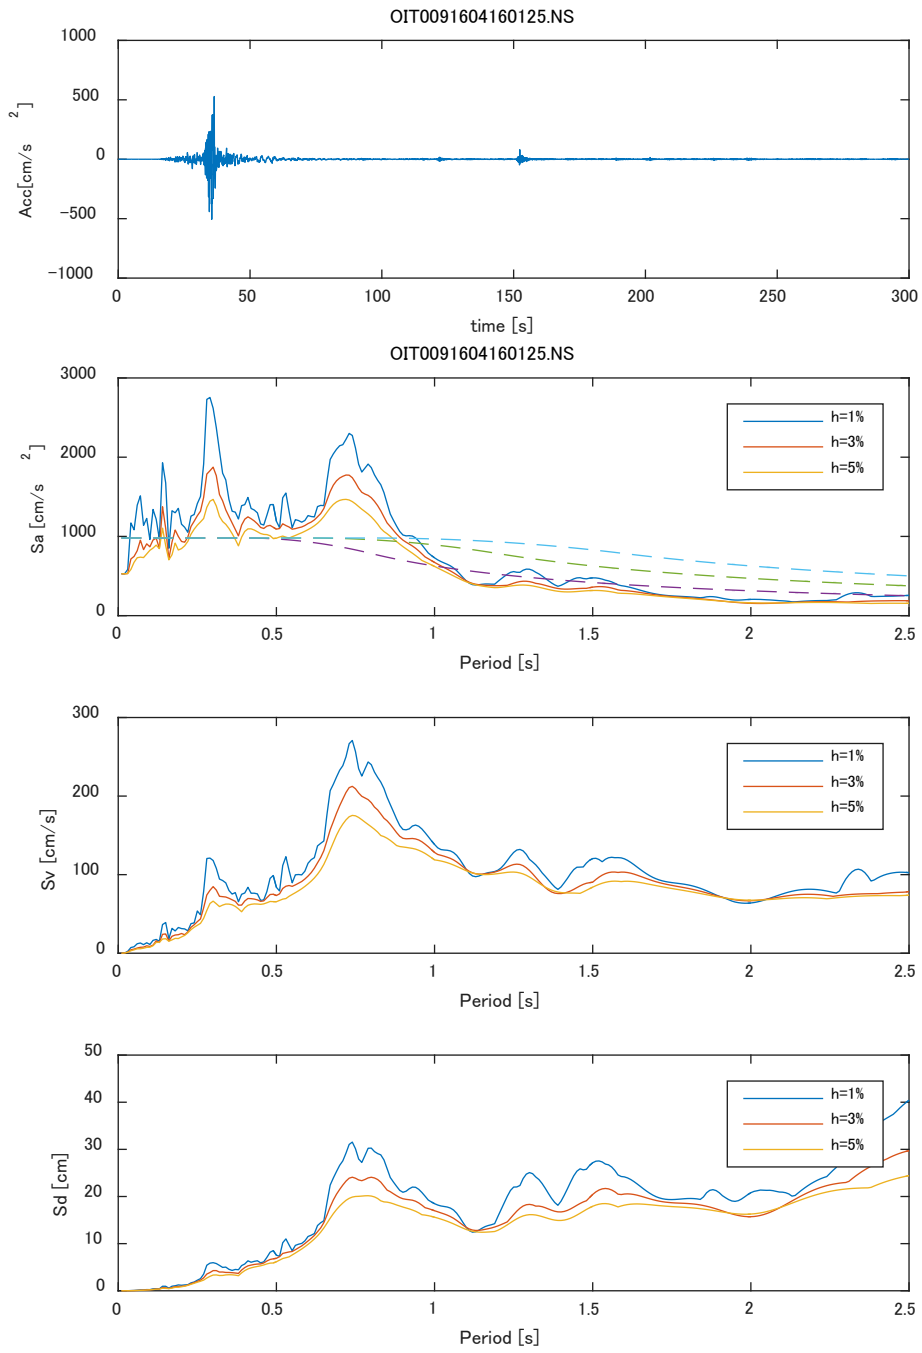 OIT0091604160125.NS
1000
500
0
−500
−1000
Acc[cm/s2]
0 50 100 150 200 250 300
time [s]
OIT0091604160125.NS
3000
2000
1000
0
Sa [cm/s2]
h=1%
h=3%
h=5%
0 0.5 1 1.5 2 2.5
Period [s]
300
200
100
0
Sv [cm/s]
h=1%
h=3%
h=5%
0 0.5 1 1.5 2 2.5
Period [s]
50
40
30
20
10
0
Sd [cm]
h=1%
h=3%
h=5%
0 0.5 1 1.5 2 2.5
Period [s]